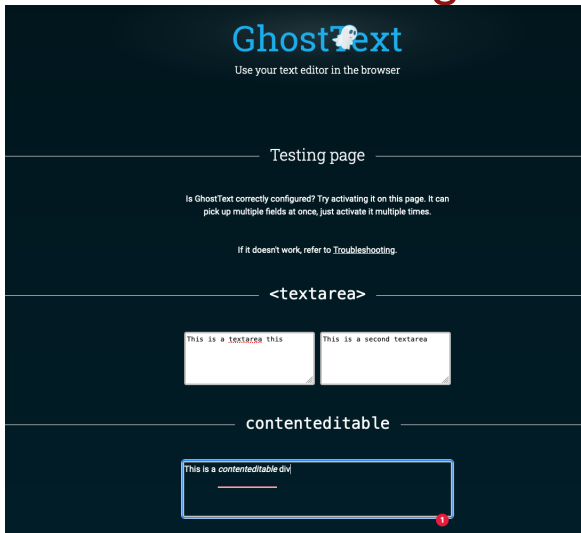 GhostText
Use your text editor in the browser
Testing page
Is GhostText correctly configured? Try activating it on this page. It can
pick up multiple fields at once, just activate it multiple times.
If it doesn't work, refer to Troubleshooting.
<textarea>
This is a textarea this
This is a second textarea
contenteditable
This is a contenteditable div
1